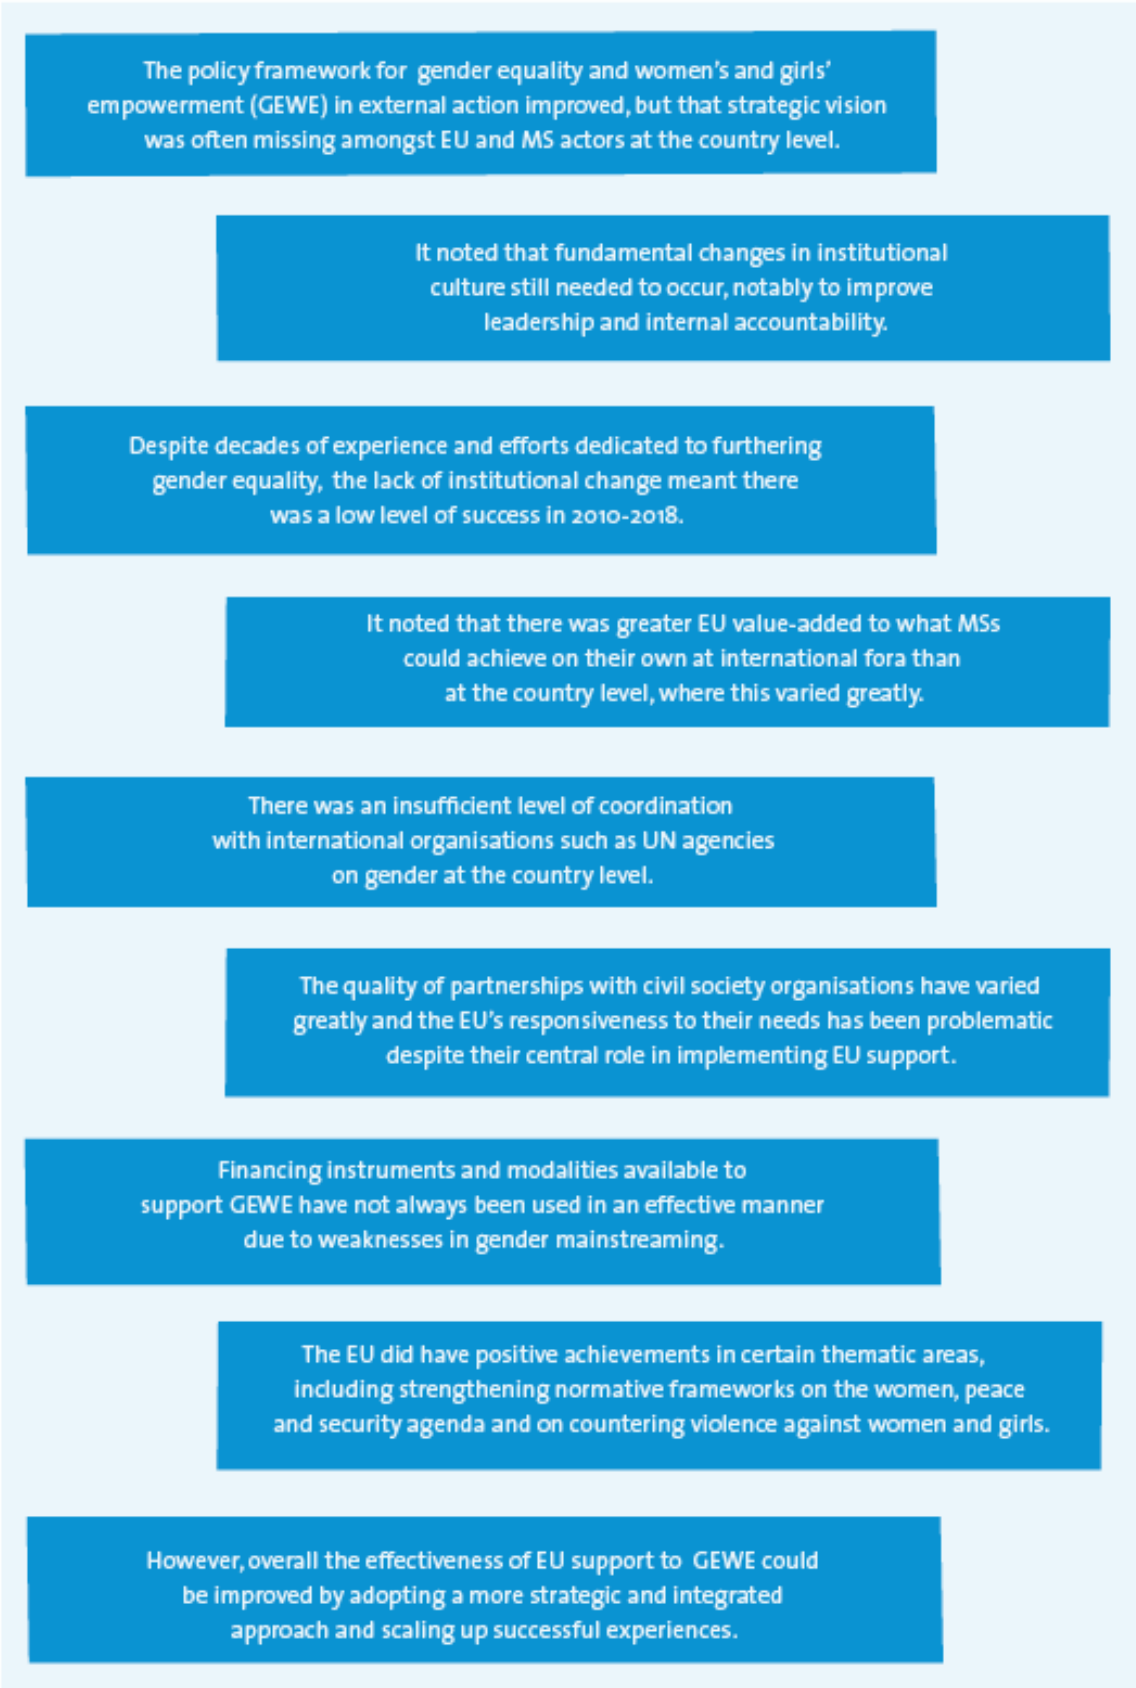 The policy framework for gender equality and women's and girls'
empowerment (GEWE) in external action improved, but that strategic vision
was often missing amongst EU and MS actors at the country level.
It noted that fundamental changes in institutional
culture still needed to occur, notably to improve
leadership and internal accountability.
Despite decades of experience and efforts dedicated to furthering
gender equality, the lack of institutional change meant there
was a low level of success in 2010-2018.
It noted that there was greater EU value-added to what MSs
could achieve on their own at international fora than
at the country level, where this varied greatly.
There was an insufficient level of coordination
with international organisations such as UN agencies
on gender at the country level.
The quality of partnerships with civil society organisations have varied
greatly and the EU's responsiveness to their needs has been problematic
despite their central role in implementing EU support.
Financing instruments and modalities available to
support GEWE have not always been used in an effective manner
due to weaknesses in gender mainstreaming.
The EU did have positive achievements in certain thematic areas,
including strengthening normative frameworks on the women, peace
and security agenda and on countering violence against women and girls.
However, overall the effectiveness of EU support to GEWE could
be improved by adopting a more strategic and integrated
approach and scaling up successful experiences.